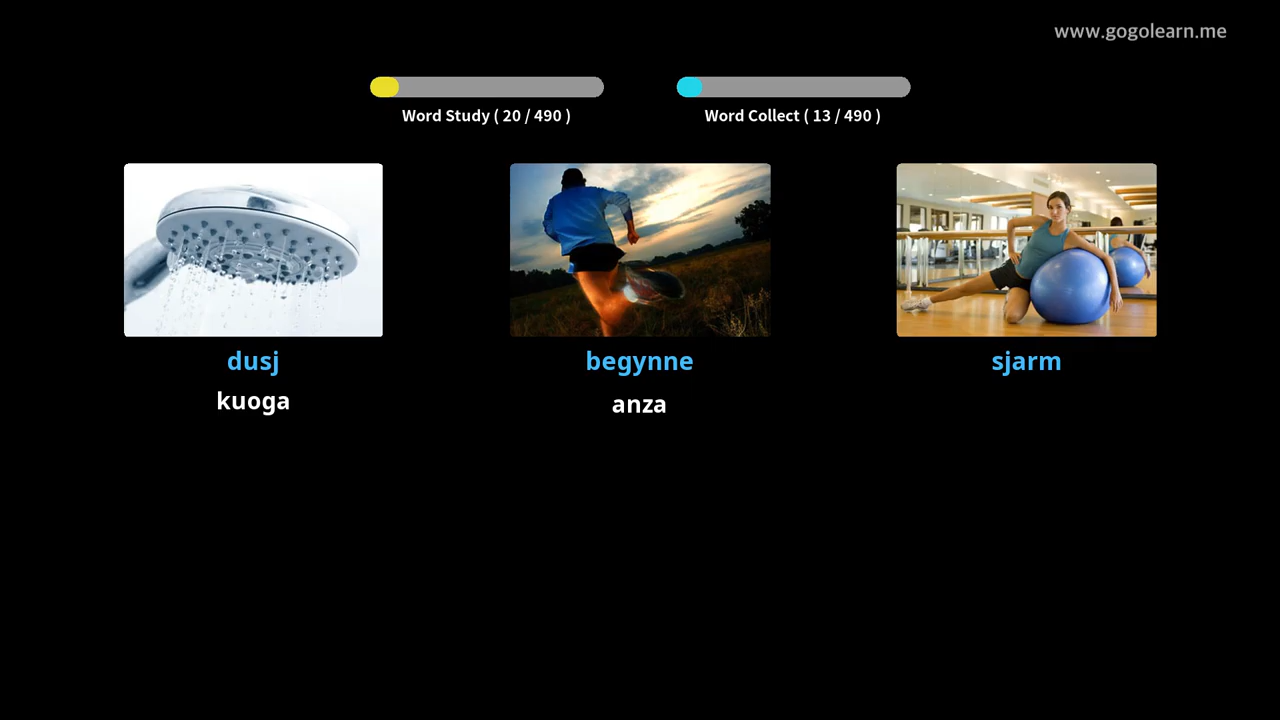 www.gogolearn.me
Word Study ( 20 / 490 )
Word Collect ( 13 / 490 )
dusj
begynne
sjarm
kuoga
anza